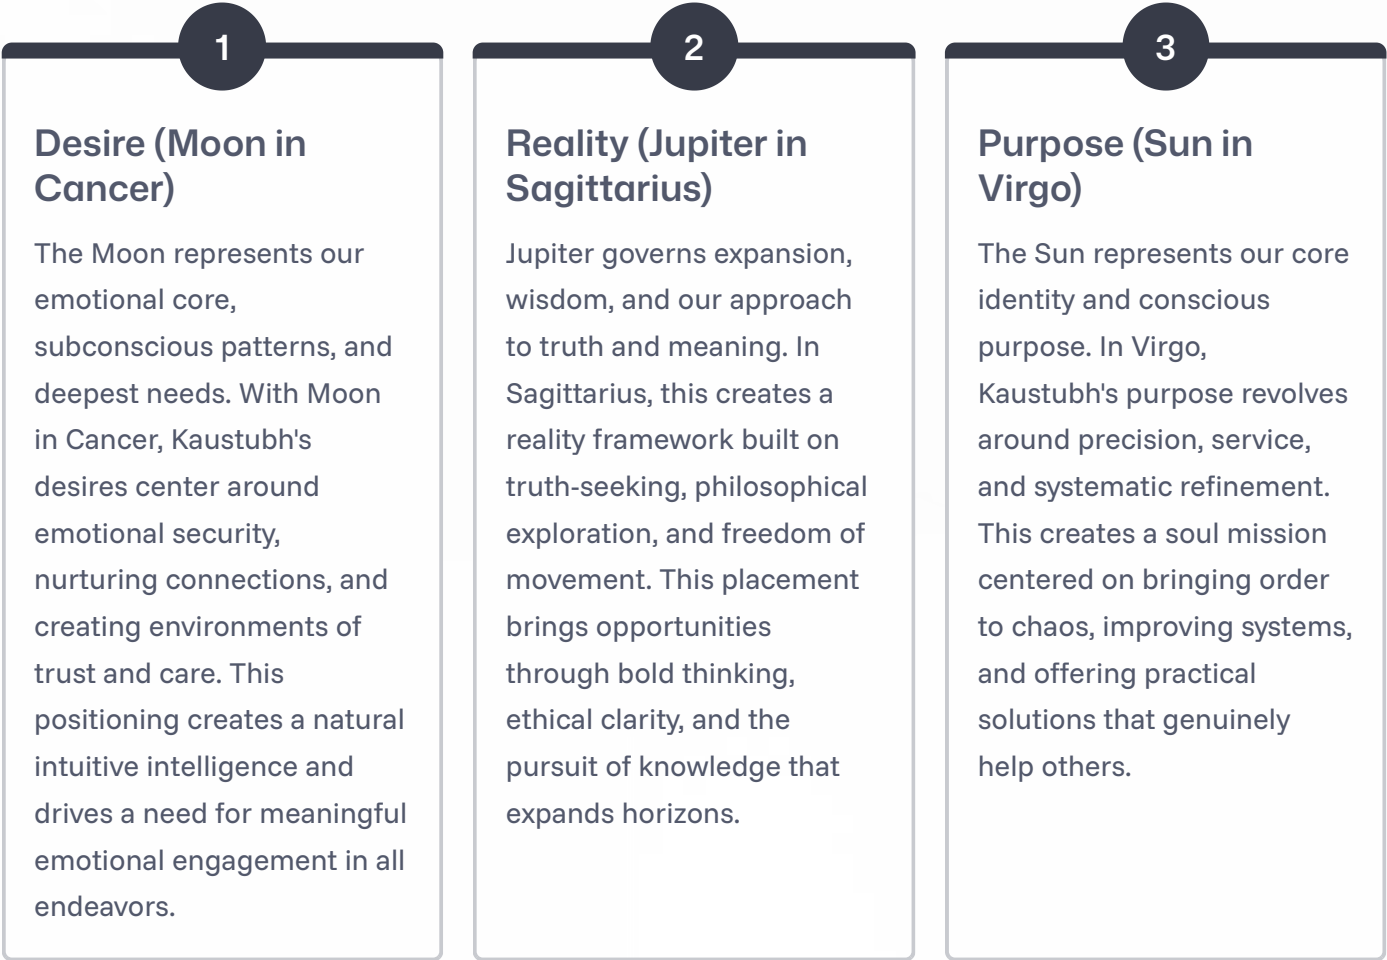 1
Desire (Moon in
Cancer)
The Moon represents our
emotional core,
subconscious patterns, and
deepest needs. With Moon
in Cancer, Kaustubh's
desires center around
emotional security,
nurturing connections, and
creating environments of
trust and care. This
positioning creates a natural
intuitive intelligence and
drives a need for meaningful
emotional engagement in all
endeavors.
2
Reality (Jupiter in
Sagittarius)
Jupiter governs expansion,
wisdom, and our approach
to truth and meaning. In
Sagittarius, this creates a
reality framework built on
truth-seeking, philosophical
exploration, and freedom of
movement. This placement
brings opportunities
through bold thinking,
ethical clarity, and the
pursuit of knowledge that
expands horizons.
3
Purpose (Sun in
Virgo)
The Sun represents our core
identity and conscious
purpose. In Virgo,
Kaustubh's purpose revolves
around precision, service,
and systematic refinement.
This creates a soul mission
centered on bringing order
to chaos, improving systems,
and offering practical
solutions that genuinely
help others.